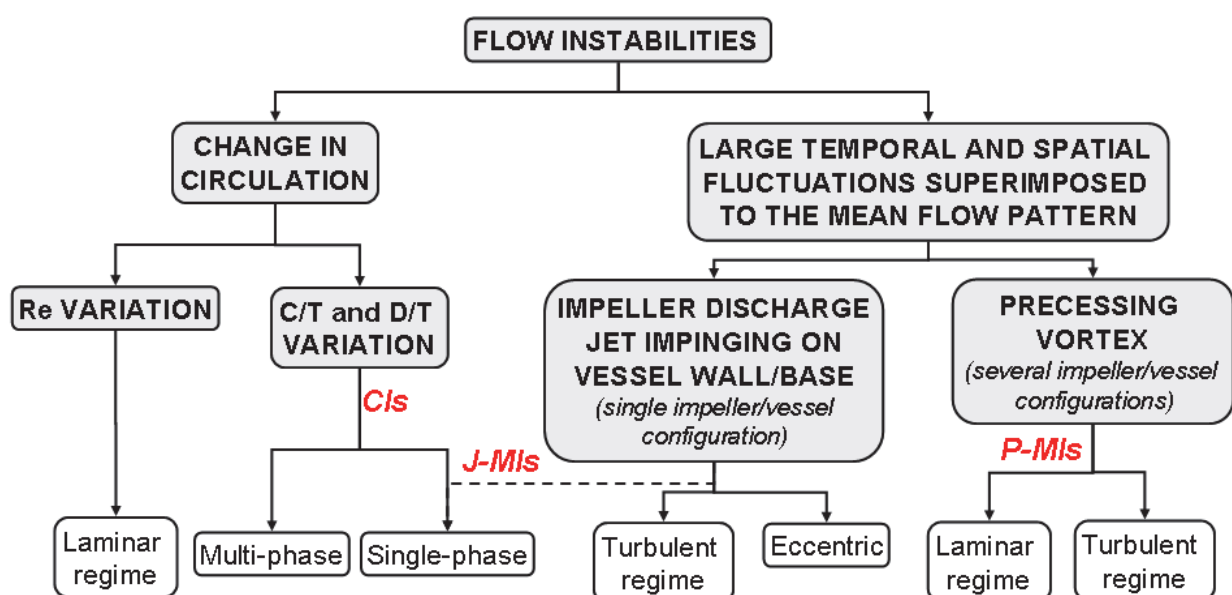 FLOW INSTABILITIES
CHANGE IN
CIRCULATION
LARGE TEMPORAL AND SPATIAL
FLUCTUATIONS SUPERIMPOSED
TO THE MEAN FLOW PATTERN
Re VARIATION
C/T and D/T
VARIATION
IMPELLER DISCHARGE
JET IMPINGING ON
VESSEL WALL/BASE
(single impeller/vessel
configuration)
PRECESSING
VORTEX
(several impeller/vessel
configurations)
CIs
J-MIs
P-MIs
Laminar
regime
Multi-phase
Single-phase
Turbulent
regime
Eccentric
Laminar
regime
Turbulent
regime